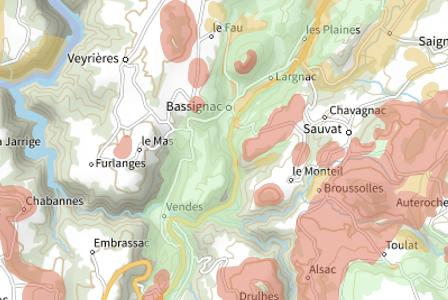 le Fau
les Plaines
Saign
Veyrières
Largnac
Bassignac
Chavagnac
Sauvat
a Jarrige
le Mas
Furlanges
le Monteil
Broussolles
Chabannes
Auteroche
Vendes
Embrassac
Toulat
Alsac
Drulhes